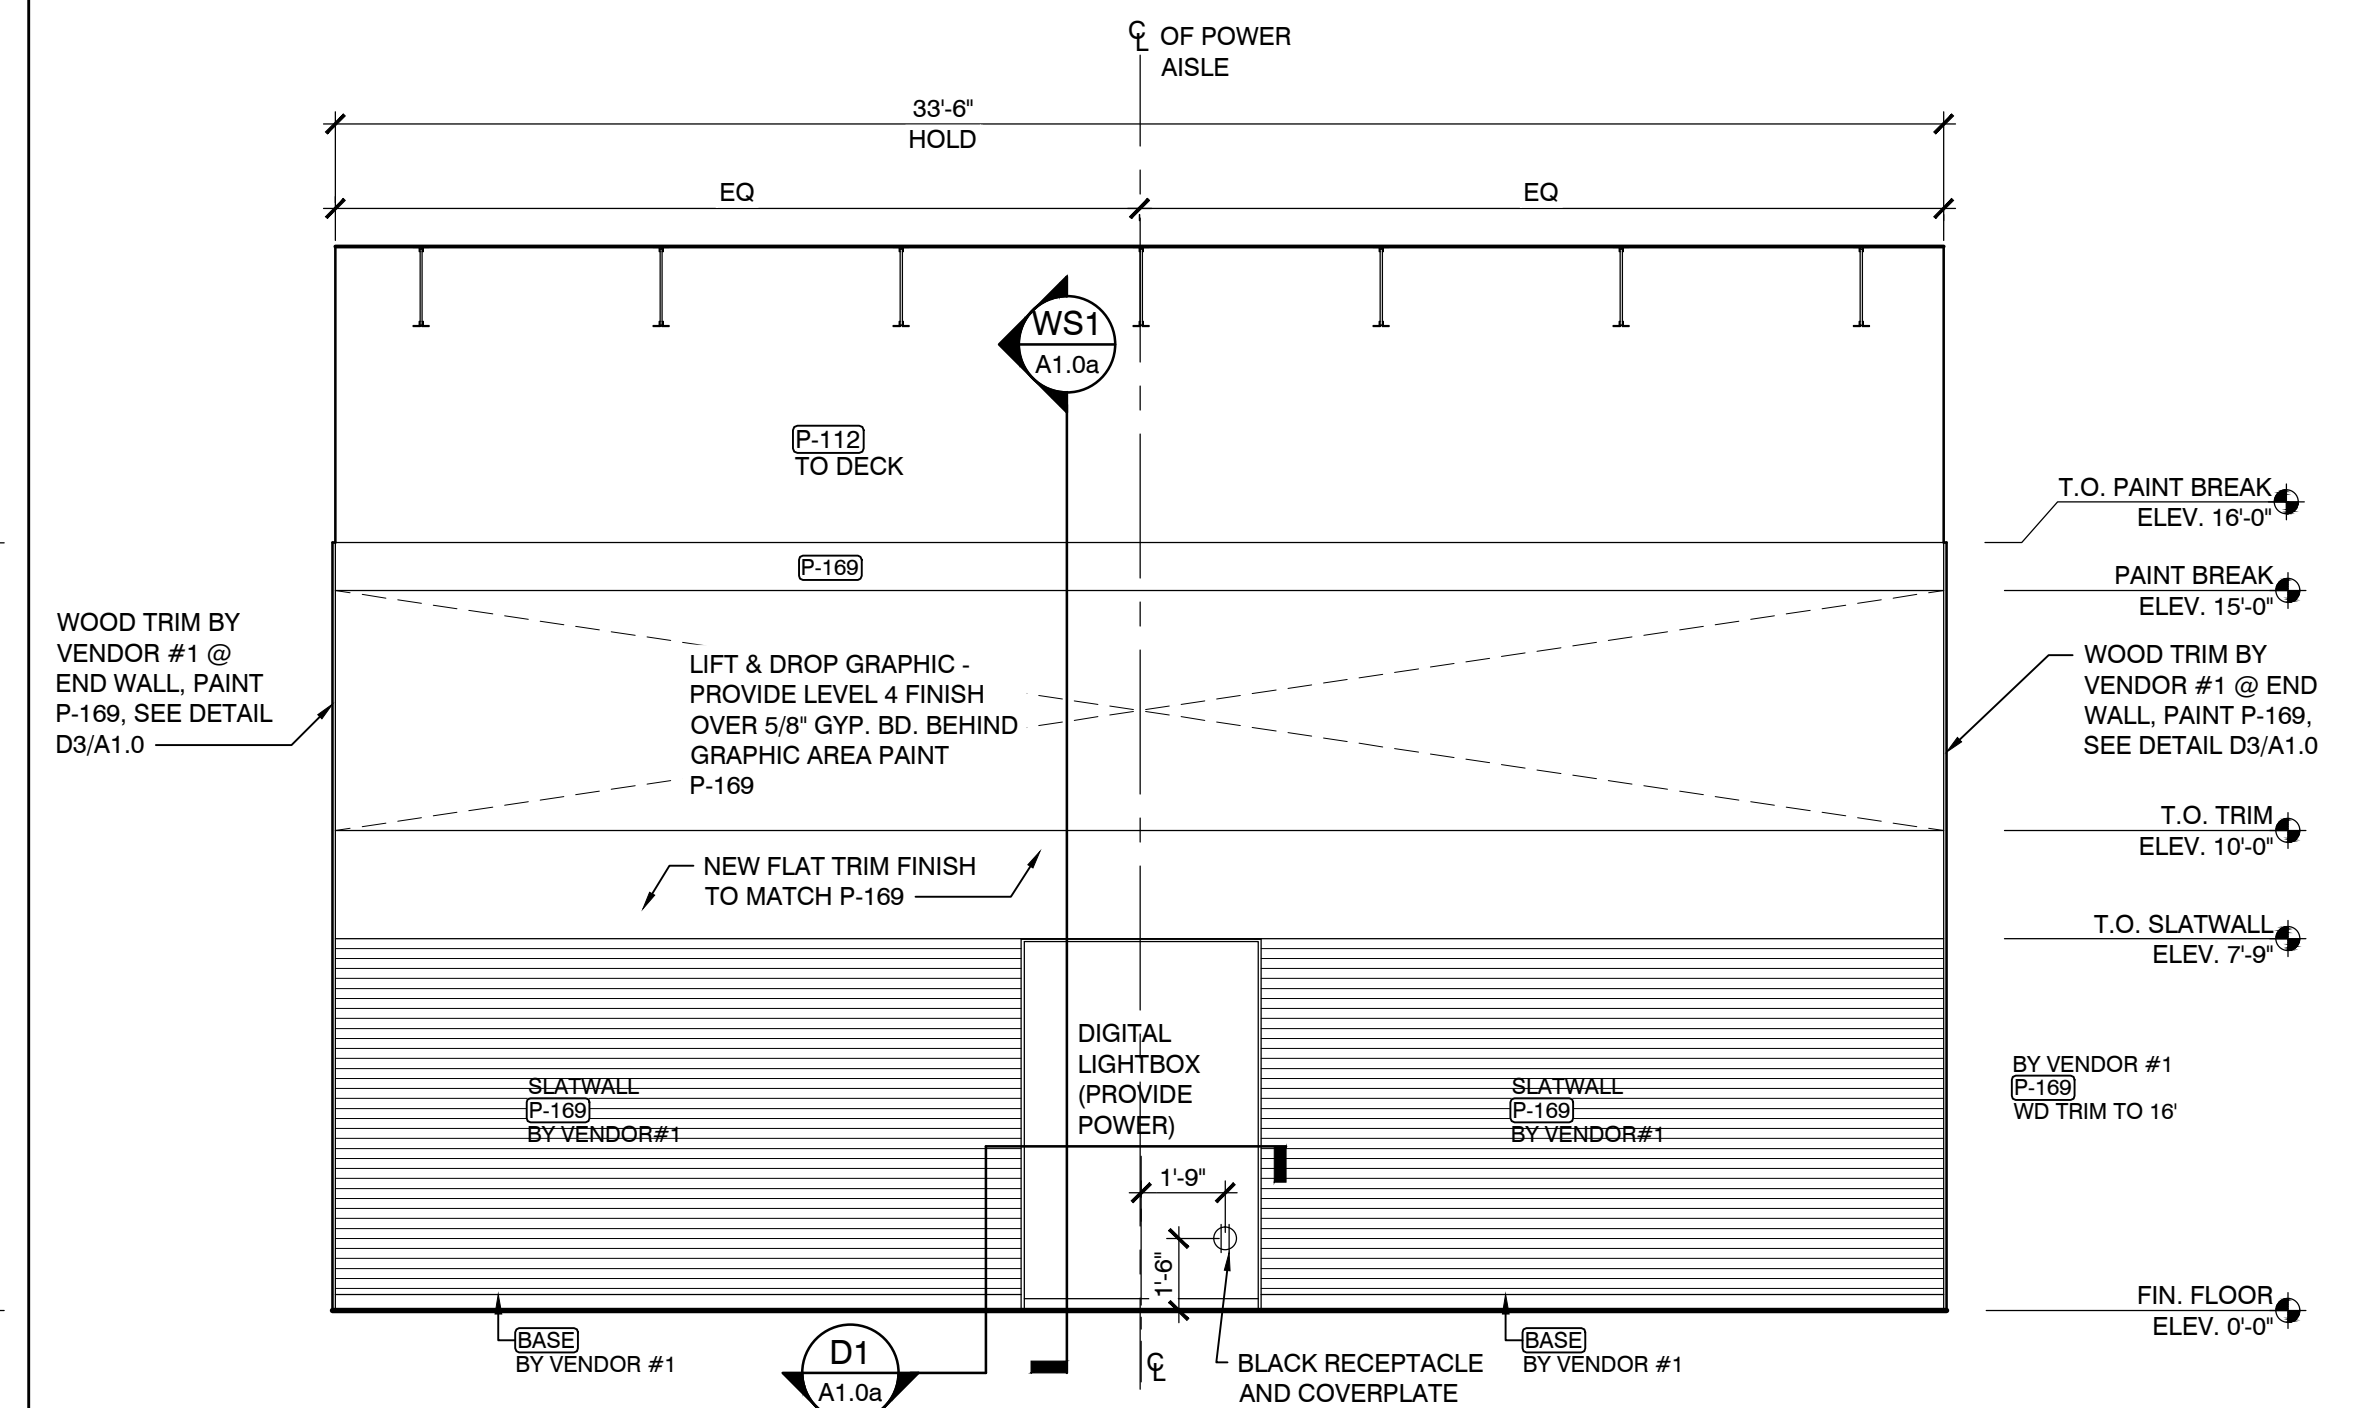 ℄ OF POWER
AISLE
33'-6"
HOLD
EQ
EQ
WS1
A1.0a
P-112
TO DECK
T.O. PAINT BREAK
ELEV. 16'-0"
P-169
PAINT BREAK
ELEV. 15'-0"
WOOD TRIM BY
VENDOR #1 @
END WALL, PAINT
P-169, SEE DETAIL
D3/A1.0
LIFT & DROP GRAPHIC -
PROVIDE LEVEL 4 FINISH
OVER 5/8" GYP. BD. BEHIND
GRAPHIC AREA PAINT
P-169
WOOD TRIM BY
VENDOR #1 @ END
WALL, PAINT P-169,
SEE DETAIL D3/A1.0
T.O. TRIM
ELEV. 10'-0"
NEW FLAT TRIM FINISH
TO MATCH P-169
T.O. SLATWALL
ELEV. 7'-9"
DIGITAL
LIGHTBOX
(PROVIDE
POWER)
SLATWALL
P-169
BY VENDOR#1
SLATWALL
P-169
BY VENDOR#1
BY VENDOR #1
P-169
WD TRIM TO 16'
1'-9"
1'-6"
FIN. FLOOR
ELEV. 0'-0"
BASE
BY VENDOR #1
D1
A1.0a
℄
BLACK RECEPTACLE
AND COVERPLATE
BASE
BY VENDOR #1